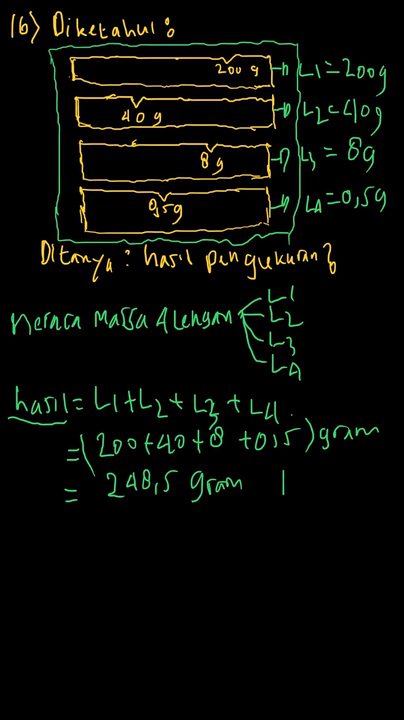 16) Diketahui:
200 g → L1 = 200g
40 g → L2 = 40g
8 g → L3 = 8g
0,5g → L4 = 0,5g
Ditanya: hasil pengukuran?
Neraca Massa 4 Lengan
L1
L2
L3
L4
hasil = L1 + L2 + L3 + L4.
= (200 + 40 + 8 + 0,5) gram
= 248,5 gram